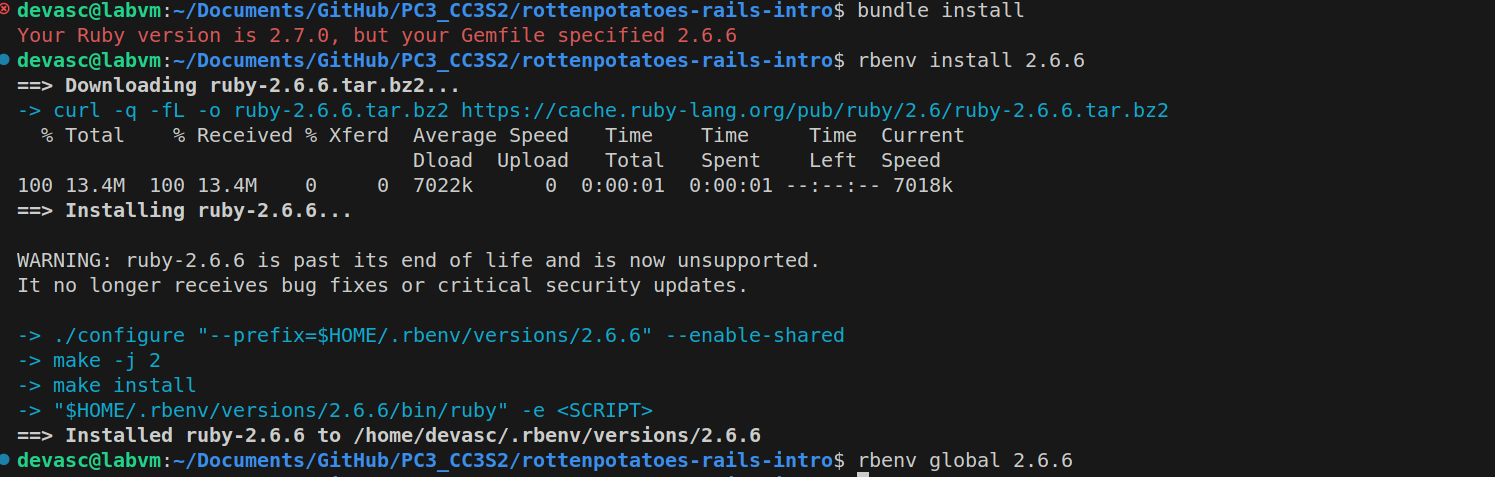 devasc@labvm:~/Documents/GitHub/PC3_CC3S2/rottenpotatoes-rails-intro$ bundle install
Your Ruby version is 2.7.0, but your Gemfile specified 2.6.6
devasc@labvm:~/Documents/GitHub/PC3_CC3S2/rottenpotatoes-rails-intro$ rbenv install 2.6.6
==> Downloading ruby-2.6.6.tar.bz2...
-> curl -q -fL -o ruby-2.6.6.tar.bz2 https://cache.ruby-lang.org/pub/ruby/2.6/ruby-2.6.6.tar.bz2
  % Total    % Received % Xferd  Average Speed   Time    Time     Time  Current
                                 Dload  Upload   Total   Spent    Left  Speed
100 13.4M  100 13.4M    0     0  7022k      0  0:00:01  0:00:01 --:--:-- 7018k
==> Installing ruby-2.6.6...
WARNING: ruby-2.6.6 is past its end of life and is now unsupported.
It no longer receives bug fixes or critical security updates.
-> ./configure "--prefix=$HOME/.rbenv/versions/2.6.6" --enable-shared
-> make -j 2
-> make install
-> "$HOME/.rbenv/versions/2.6.6/bin/ruby" -e <SCRIPT>
==> Installed ruby-2.6.6 to /home/devasc/.rbenv/versions/2.6.6
devasc@labvm:~/Documents/GitHub/PC3_CC3S2/rottenpotatoes-rails-intro$ rbenv global 2.6.6